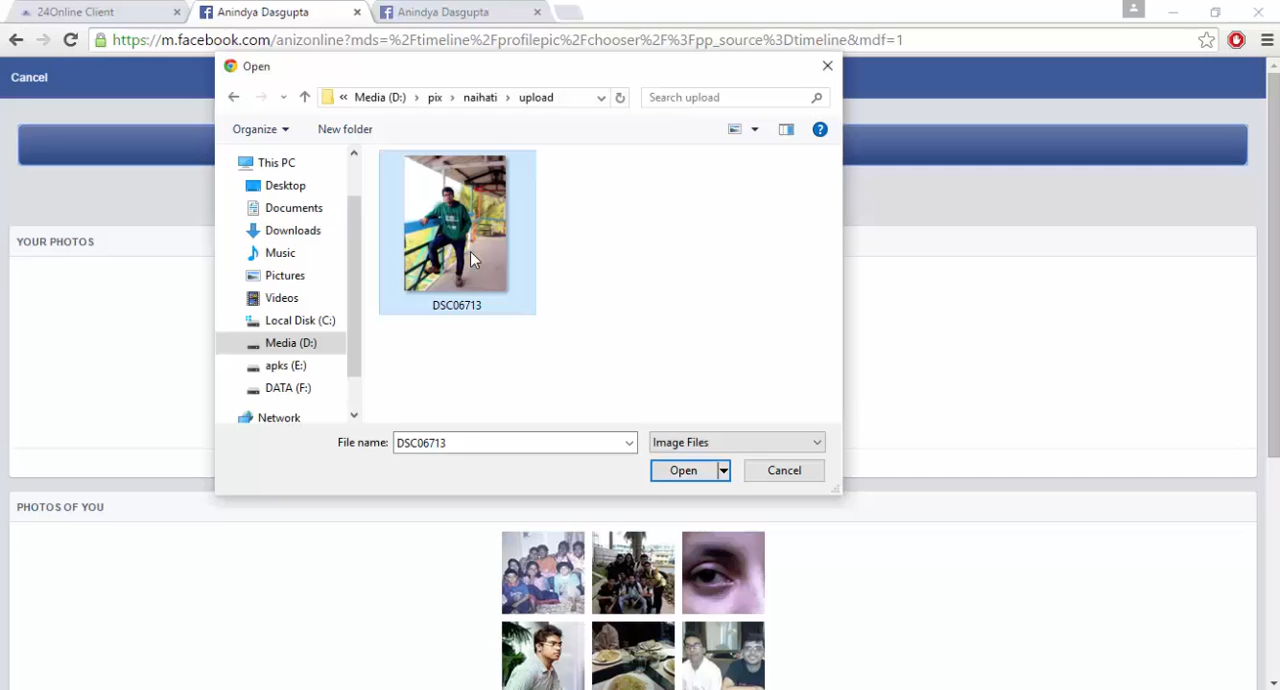 24Online Client
Anindya Dasgupta
Anindya Dasgupta
https://m.facebook.com/anizonline?mds=%2Ftimeline%2Fprofilepic%2Fchooser%2F%3Fpp_source%3Dtimeline&mdf=1
Cancel
Open
« Media (D:) › pix › naihati › upload
Search upload
Organize
New folder
This PC
Desktop
Documents
Downloads
Music
Pictures
Videos
Local Disk (C:)
Media (D:)
apks (E:)
DATA (F:)
Network
DSC06713
File name: DSC06713
Image Files
Open
Cancel
YOUR PHOTOS
PHOTOS OF YOU